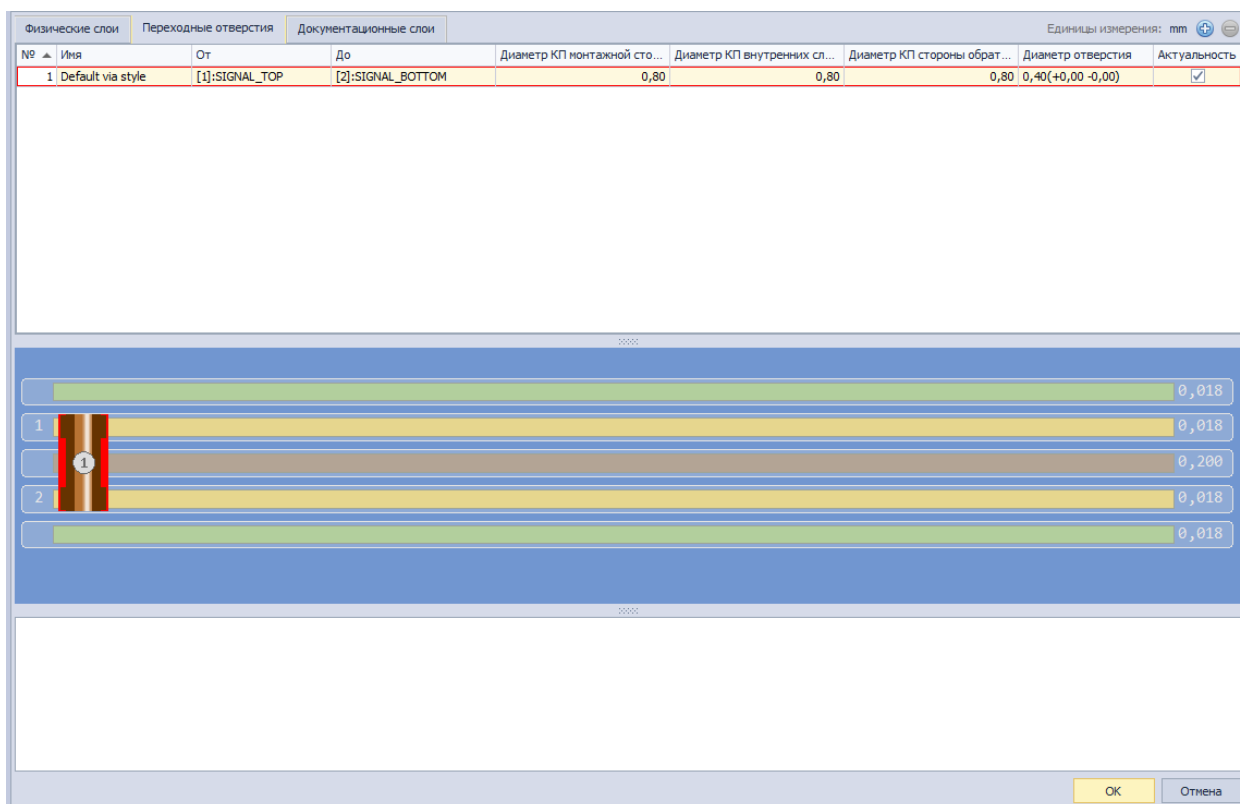 Физические слои Переходные отверстия Документационные слои Единицы измерения: mm
№ Имя От До Диаметр КП монтажной сто... Диаметр КП внутренних сл... Диаметр КП стороны обрат... Диаметр отверстия Актуальность
1 Default via style [1]:SIGNAL_TOP [2]:SIGNAL_BOTTOM 0,80 0,80 0,80 0,40(+0,00 -0,00)
0,018
1 0,018
1 0,200
2 0,018
0,018
OK Отмена